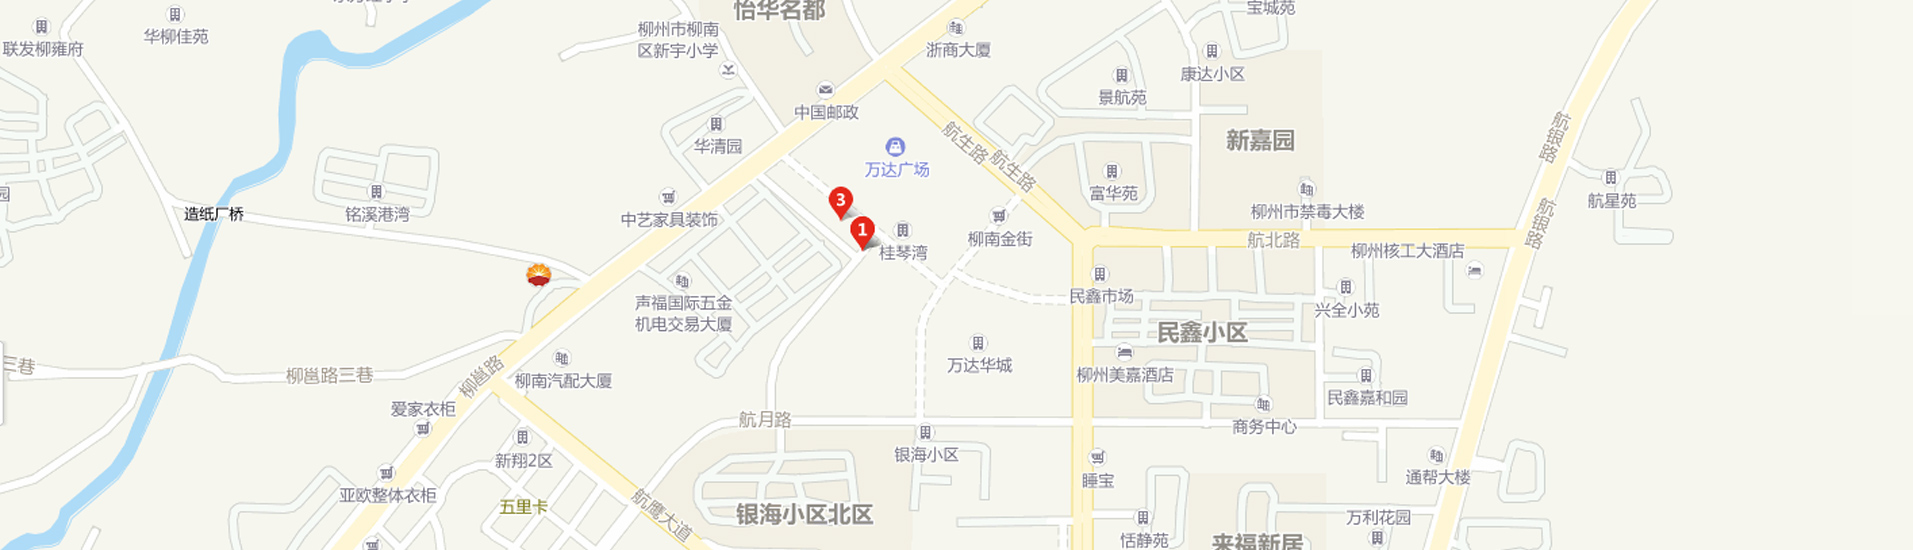 怡华名都
宝城苑
联发柳雍府
华柳佳苑
柳州市柳南
区新宇小学
浙商大厦
康达小区
景航苑
中国邮政
华清园
航生路
航生路
新嘉园
航银路
万达广场
富华苑
航星苑
园
造纸厂桥
铭溪港湾
中艺家具装饰
3
1
桂琴湾
柳南金街
柳州市禁毒大楼
航北路
柳州核工大酒店
航银路
声福国际五金
机电交易大厦
民鑫市场
兴全小苑
民鑫小区
三巷
柳邕路三巷
柳邕路
柳南汽配大厦
万达华城
柳州美嘉酒店
民鑫嘉和园
爱家衣柜
航月路
商务中心
新翔2区
银海小区
亚欧整体衣柜
睡宝
通帮大楼
五里卡
航鹰大道
银海小区北区
恬静苑
万利花园
来福新居